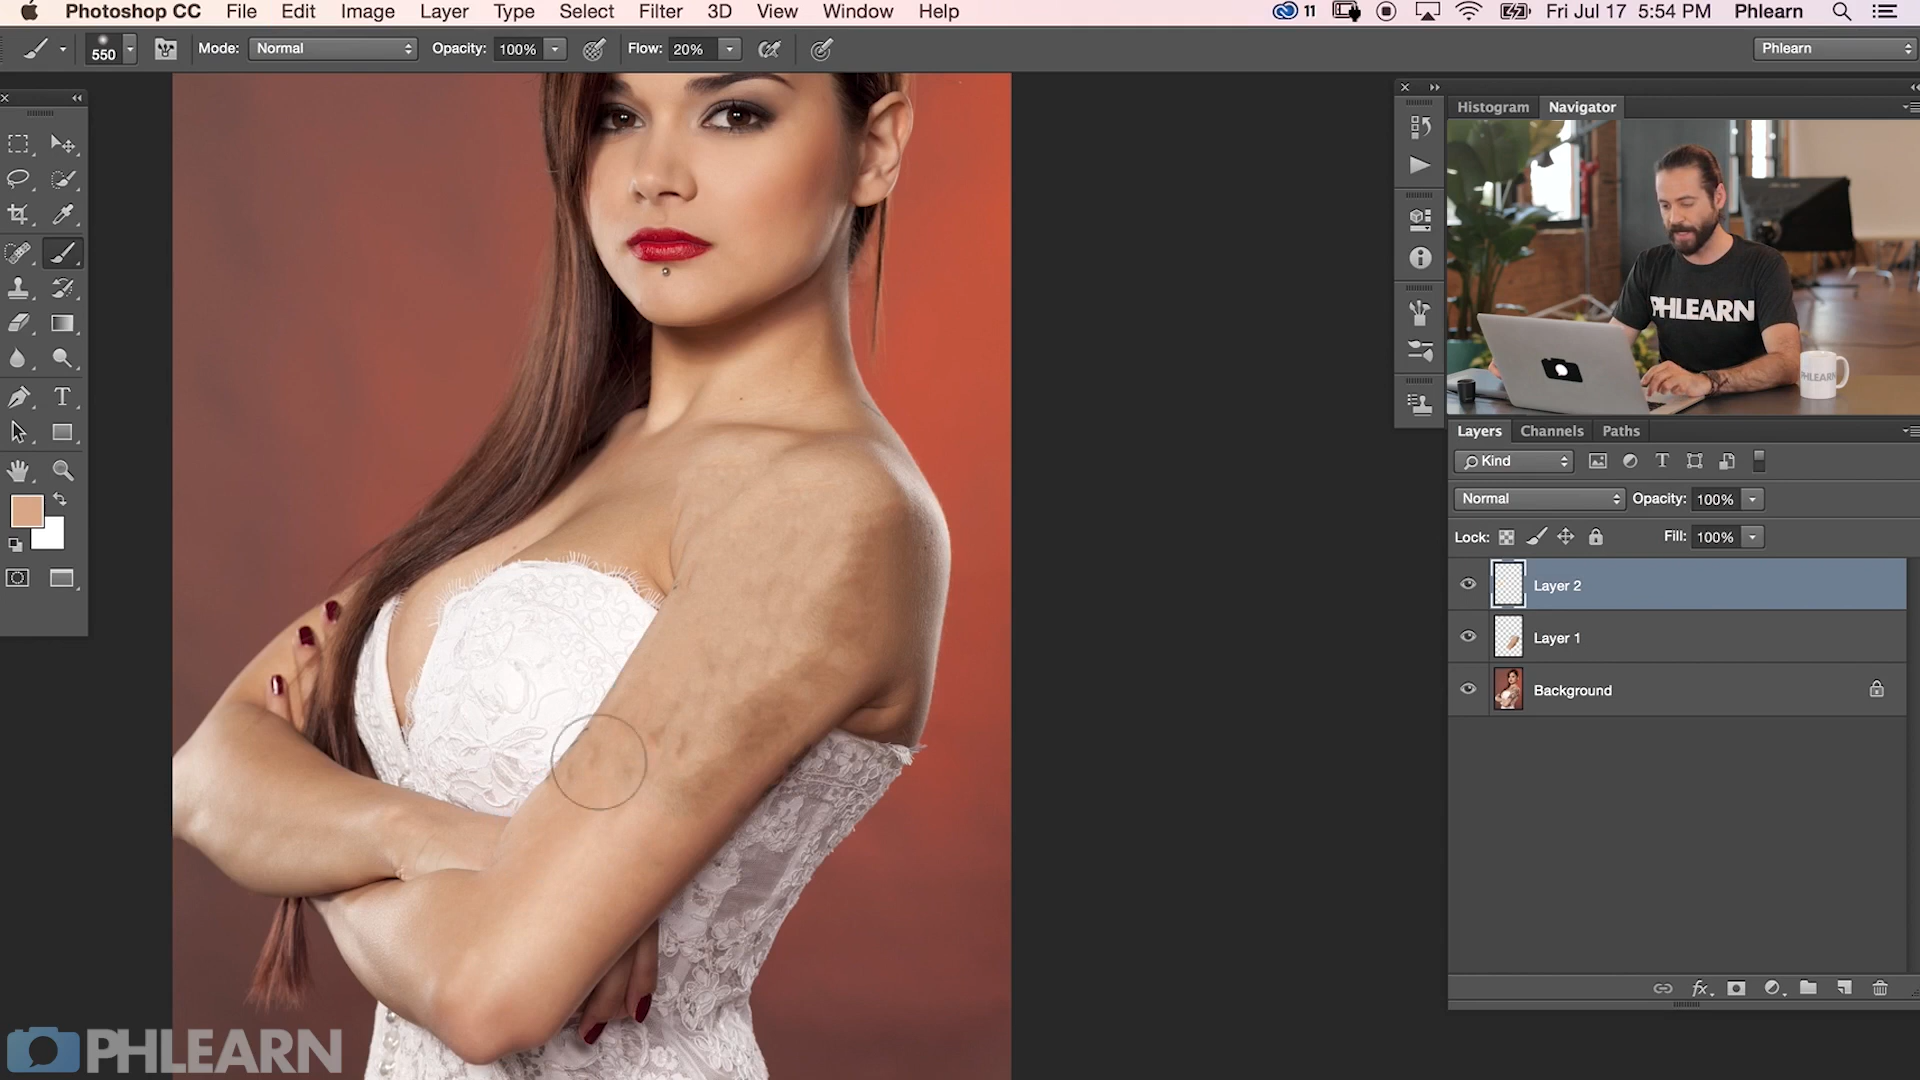 Photoshop CC File Edit Image Layer Type Select Filter 3D View Window Help 11 Fri Jul 17 5:54 PM Phlearn
550 Mode: Normal Opacity: 100% Flow: 20% Phlearn
Histogram Navigator
PHLEARN
PHLEARN
Layers Channels Paths
Kind
Normal Opacity: 100%
Lock: Fill: 100%
Layer 2
Layer 1
Background
fx
PHLEARN